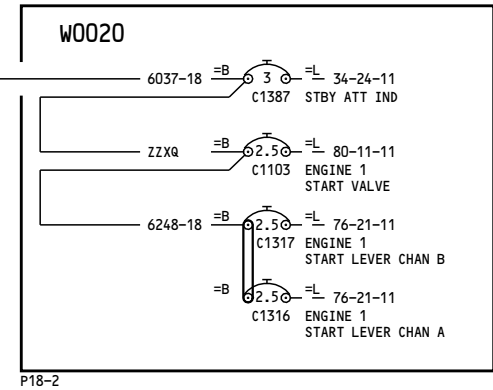 W0020
6037-18 =B 3 =L 34-24-11
C1387 STBY ATT IND
ZZXQ =B 2.5 =L 80-11-11
C1103 ENGINE 1
START VALVE
6248-18 =B 2.5 =L 76-21-11
C1317 ENGINE 1
START LEVER CHAN B
=B 2.5 =L 76-21-11
C1316 ENGINE 1
START LEVER CHAN A
P18-2